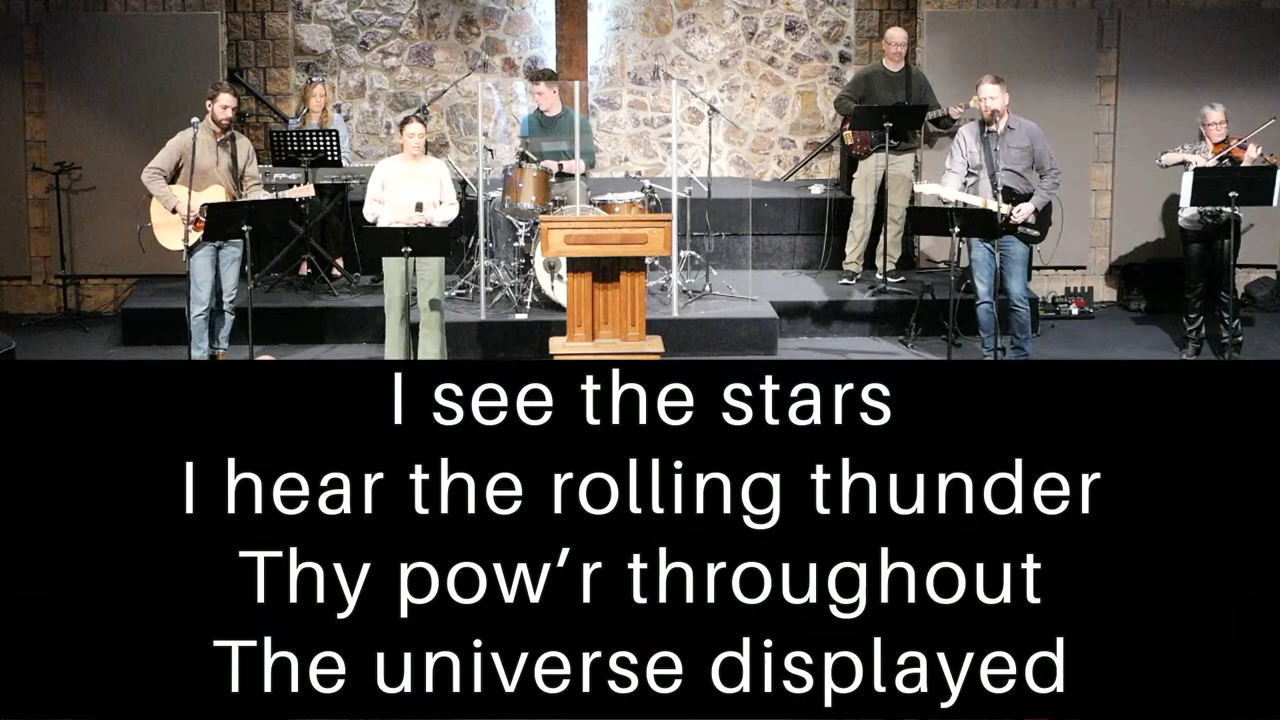 I see the stars
I hear the rolling thunder
Thy pow’r throughout
The universe displayed